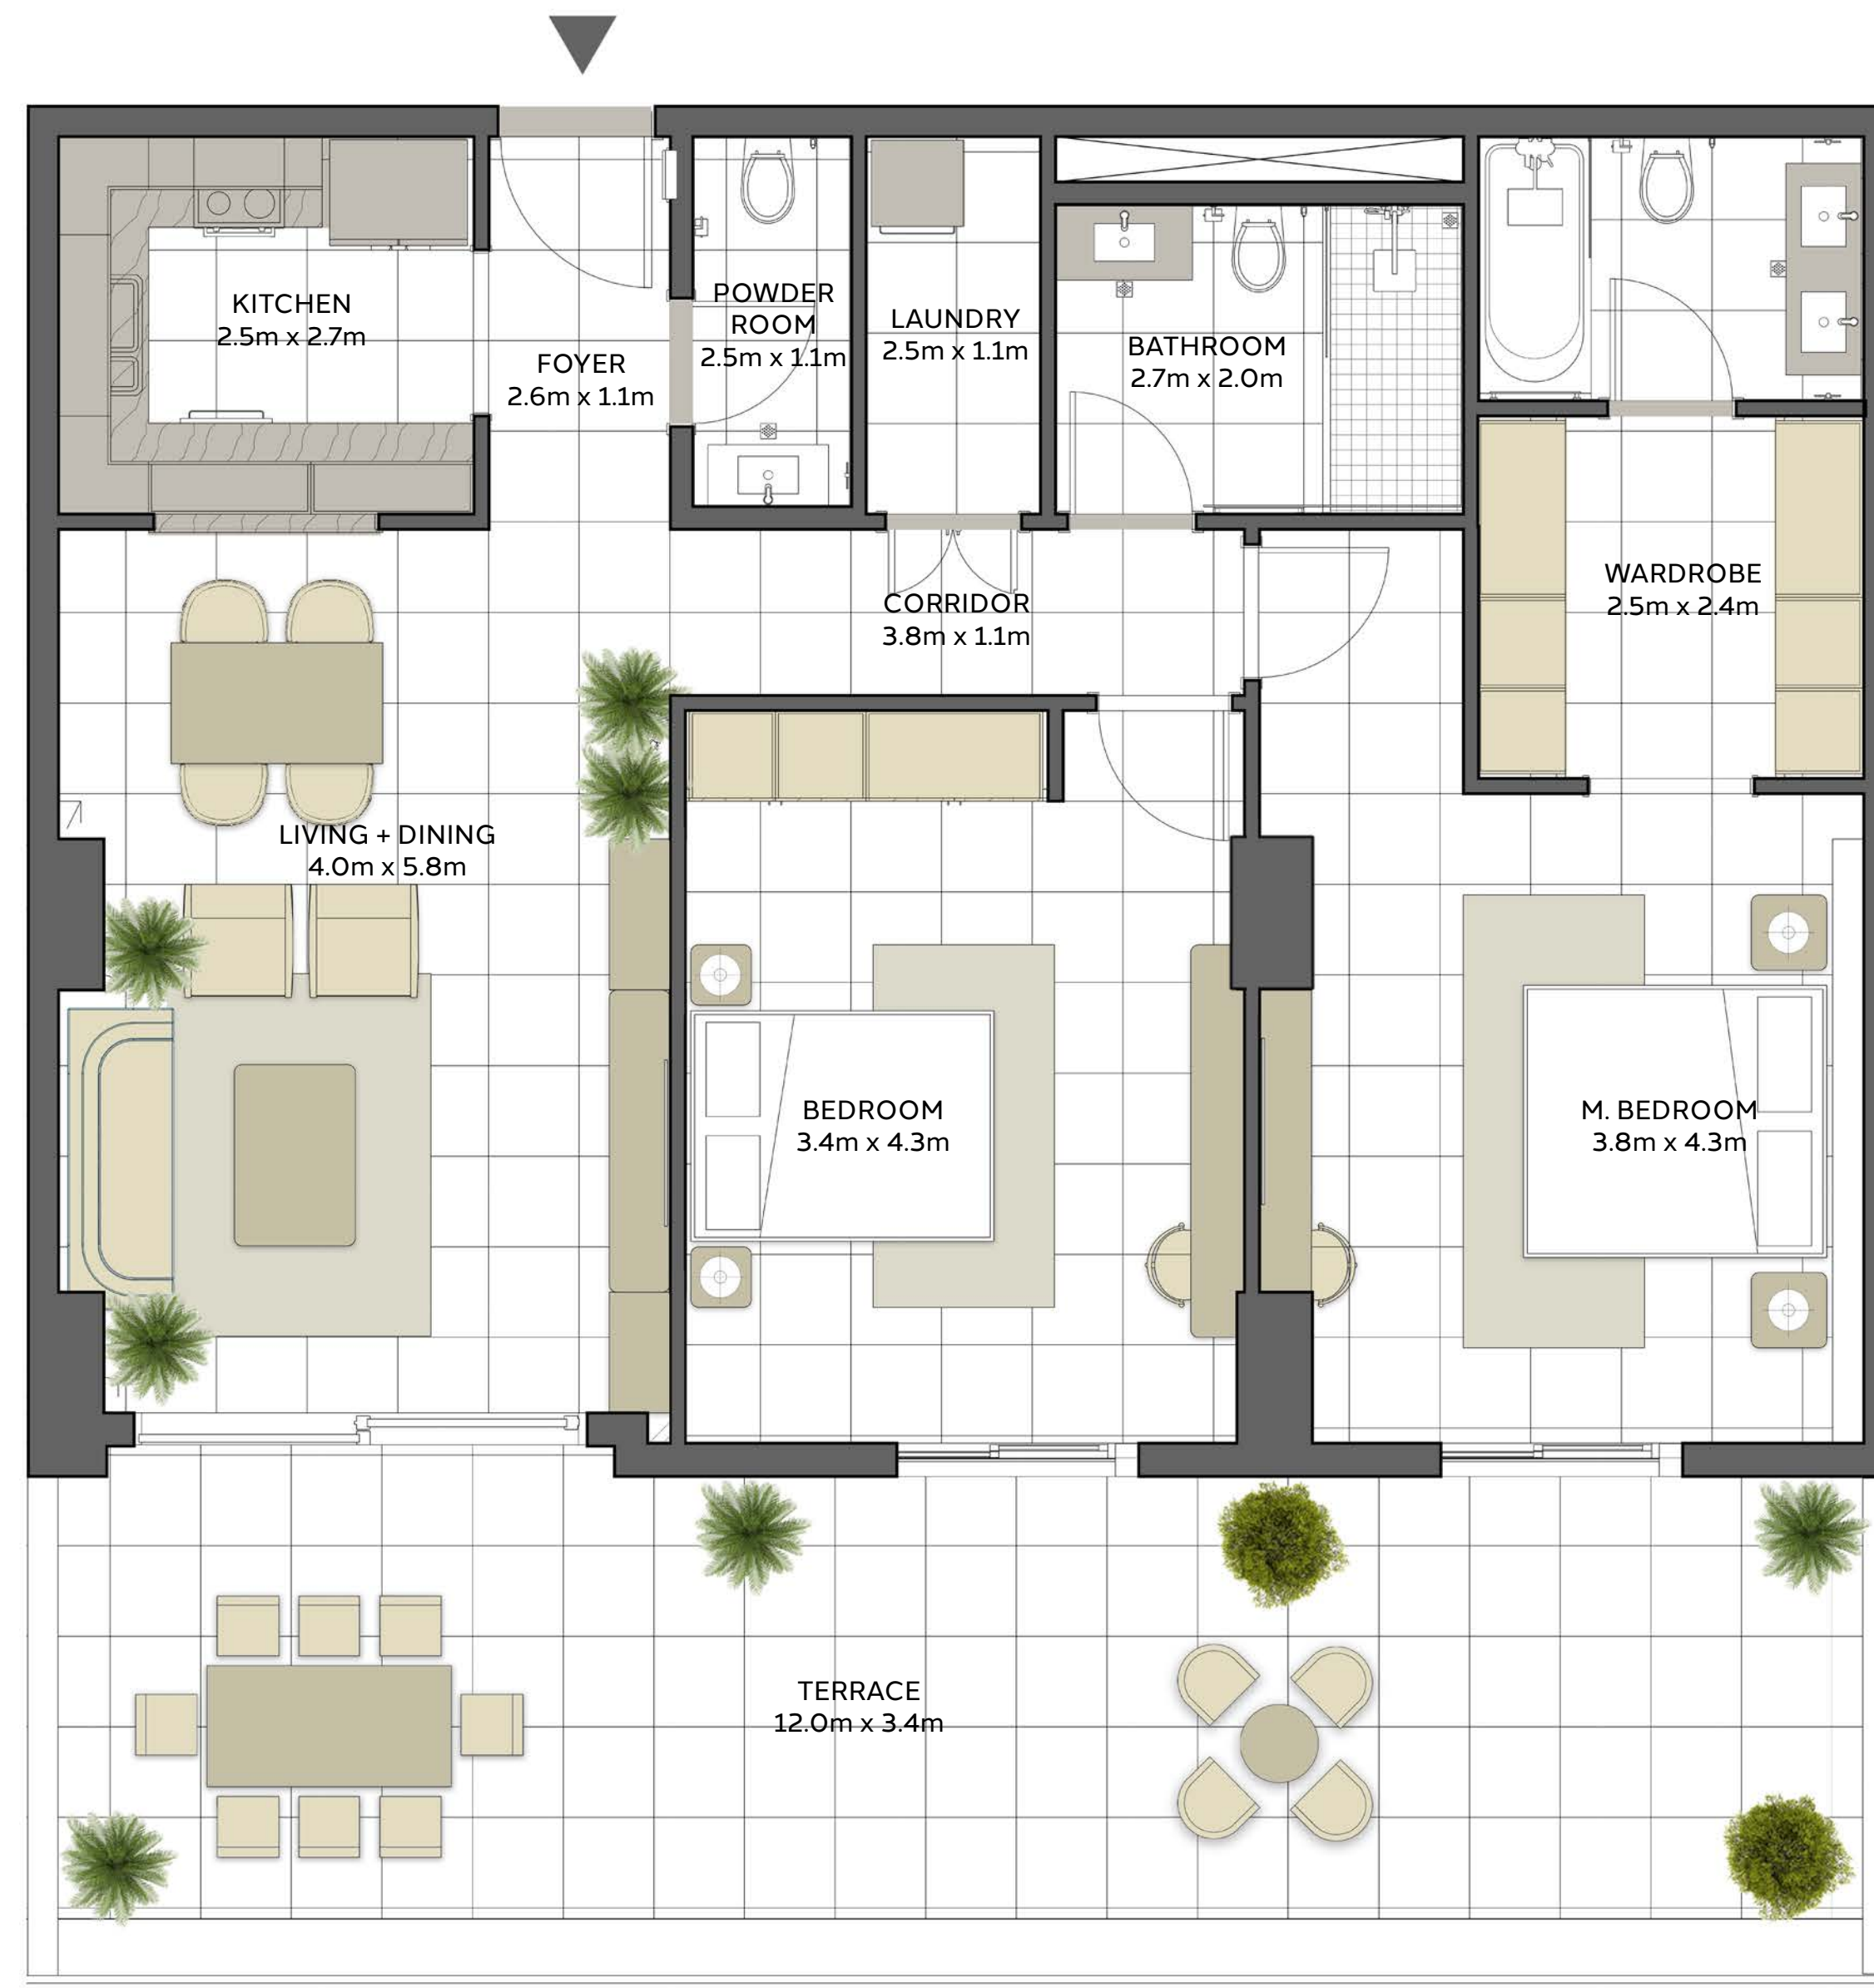 KITCHEN
2.5m x 2.7m
FOYER
2.6m x 1.1m
POWDER
ROOM
2.5m x 1.1m
LAUNDRY
2.5m x 1.1m
BATHROOM
2.7m x 2.0m
WARDROBE
2.5m x 2.4m
CORRIDOR
3.8m x 1.1m
LIVING + DINING
4.0m x 5.8m
BEDROOM
3.4m x 4.3m
M. BEDROOM
3.8m x 4.3m
TERRACE
12.0m x 3.4m